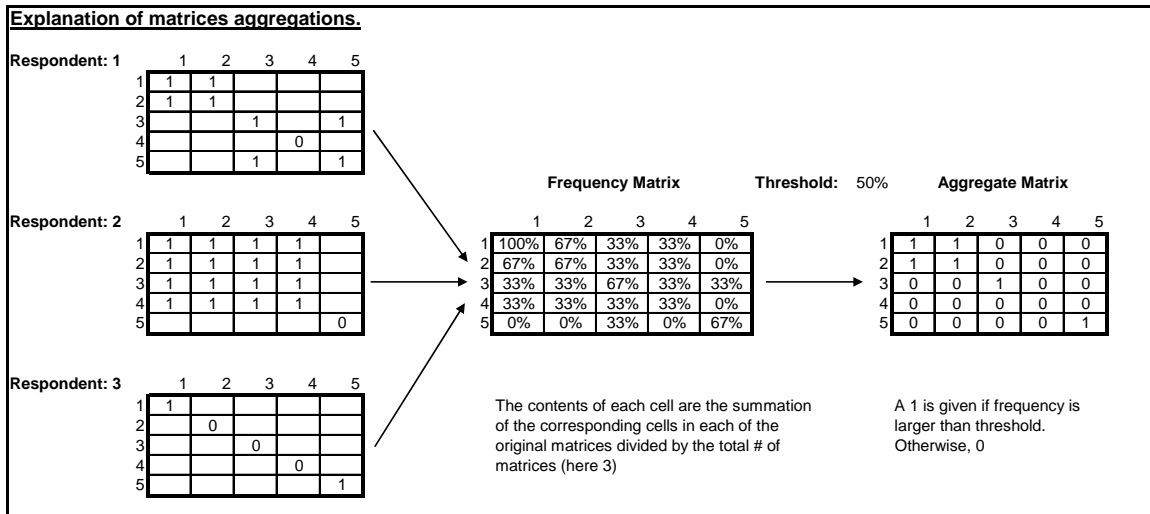 Explanation of matrices aggregations.
Respondent: 1 1 2 3 4 5
1 1 1
2 1 1
3 1 1
4 0
5 1 1
Frequency Matrix Threshold: 50% Aggregate Matrix
Respondent: 2 1 2 3 4 5
1 1 1 1 1
2 1 1 1 1
3 1 1 1 1
4 1 1 1 1
5 0
1 2 3 4 5
1 100% 67% 33% 33% 0%
2 67% 67% 33% 33% 0%
3 33% 33% 67% 33% 33%
4 33% 33% 33% 33% 0%
5 0% 0% 33% 0% 67%
1 2 3 4 5
1 1 1 0 0 0
2 1 1 0 0 0
3 0 0 1 0 0
4 0 0 0 0 0
5 0 0 0 0 1
Respondent: 3 1 2 3 4 5
1 1
2 0
3 0
4 0
5 1
The contents of each cell are the summation
of the corresponding cells in each of the
original matrices divided by the total # of
matrices (here 3)
A 1 is given if frequency is
larger than threshold.
Otherwise, 0